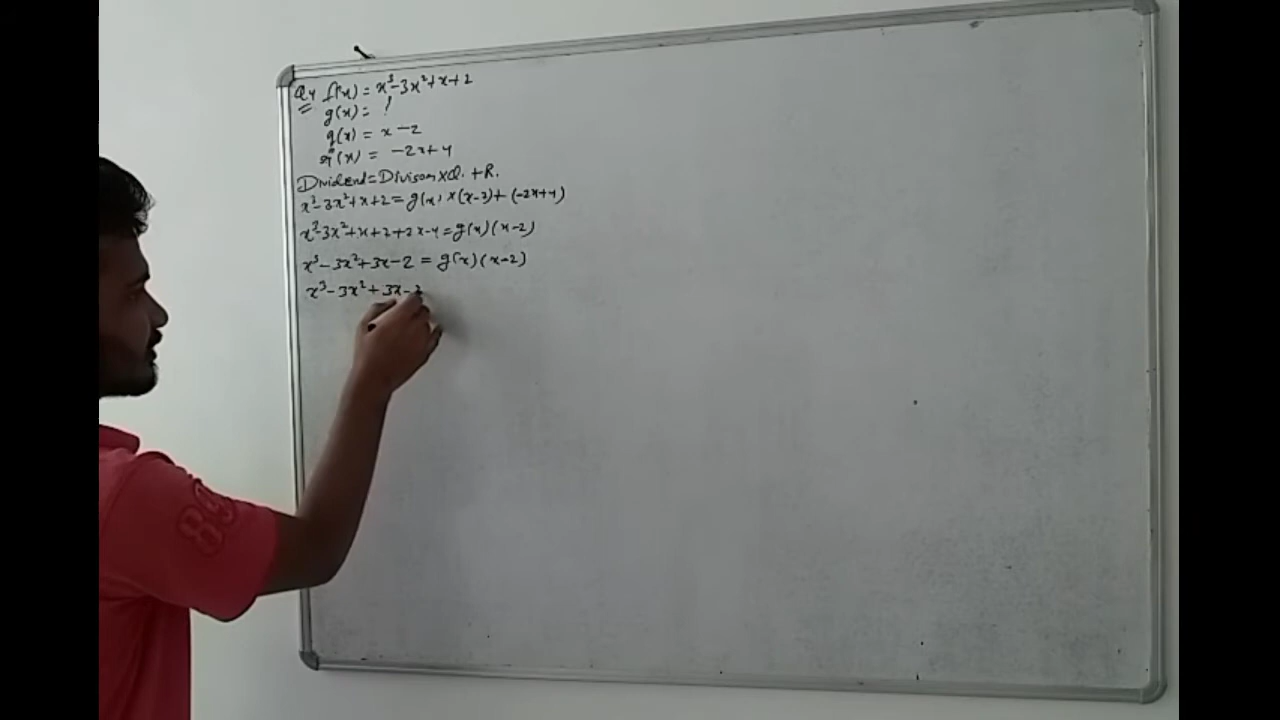 Q4 f(x) = x³-3x²+x+2
g(x) = ?
q(x) = x-2
r(x) = -2x+4
Dividend = Divisor×Q. + R.
x³-3x²+x+2 = g(x) ×(x-2)+(-2x+4)
x³-3x²+x+2+2x-4 = g(x)(x-2)
x³-3x²+3x-2 = g(x)(x-2)
x³-3x²+3x-2
89